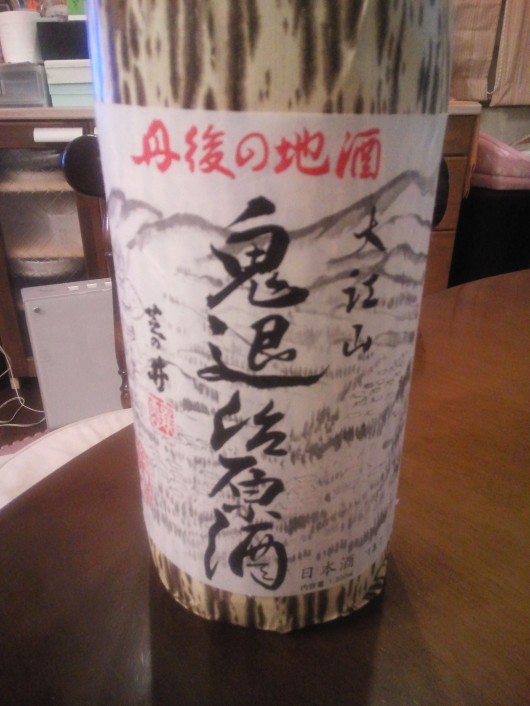 丹後の地酒
大江山
鬼退治原酒
芝の井
日本酒